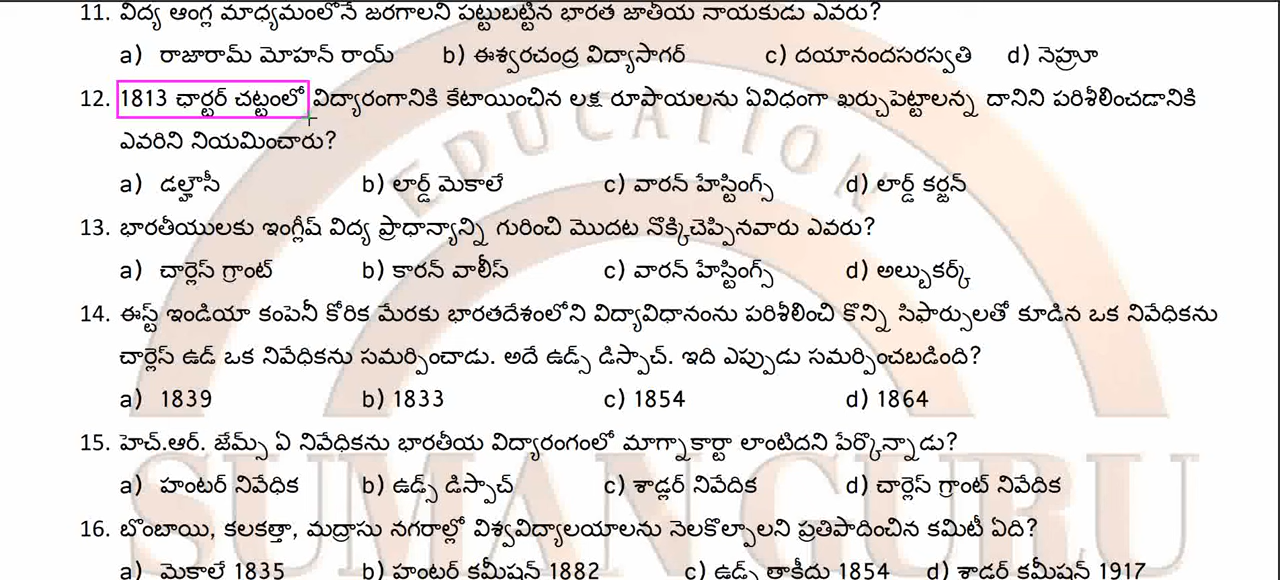 11. విద్య ఆంగ్ల మాధ్యమంలోనే జరగాలని పట్టుబట్టిన భారత జాతీయ నాయకుడు ఎవరు?
a) రాజారామ్ మోహన్ రాయ్ b) ఈశ్వరచంద్ర విద్యాసాగర్ c) దయానందసరస్వతి d) నెహ్రూ
12. 1813 ఛార్టర్ చట్టంలో విద్యారంగానికి కేటాయించిన లక్ష రూపాయలను ఏవిధంగా ఖర్చుపెట్టాలన్న దానిని పరిశీలించడానికి
ఎవరిని నియమించారు?
a) డల్హౌసీ b) లార్డ్ మెకాలే c) వారన్ హేస్టింగ్స్ d) లార్డ్ కర్జన్
13. భారతీయులకు ఇంగ్లీష్ విద్య ప్రాధాన్యాన్ని గురించి మొదట నొక్కిచెప్పినవారు ఎవరు?
a) చార్లెస్ గ్రాంట్ b) కారన్ వాలీస్ c) వారన్ హేస్టింగ్స్ d) అల్బుకర్క్
14. ఈస్ట్ ఇండియా కంపెనీ కోరిక మేరకు భారతదేశంలోని విద్యావిధానంను పరిశీలించి కొన్ని సిఫార్సులతో కూడిన ఒక నివేధికను
చార్లెస్ ఉడ్ ఒక నివేధికను సమర్పించాడు. అదే ఉడ్స్ డిస్పాచ్. ఇది ఎప్పుడు సమర్పించబడింది?
a) 1839 b) 1833 c) 1854 d) 1864
15. హెచ్.ఆర్. జేమ్స్ ఏ నివేధికను భారతీయ విద్యారంగంలో మాగ్నాకార్టా లాంటిదని పేర్కొన్నాడు?
a) హంటర్ నివేధిక b) ఉడ్స్ డిస్పాచ్ c) శాడ్లర్ నివేదిక d) చార్లెస్ గ్రాంట్ నివేదిక
16. బొంబాయి, కలకత్తా, మద్రాసు నగరాల్లో విశ్వవిద్యాలయాలను నెలకొల్పాలని ప్రతిపాదించిన కమిటీ ఏది?
a) మెకాలే 1835 b) హంటర్ కమీషన్ 1882 c) ఉడ్స్ తాకీదు 1854 d) శాడ్లర్ కమీషన్ 1917
EDUCATION
SUMAN GURU